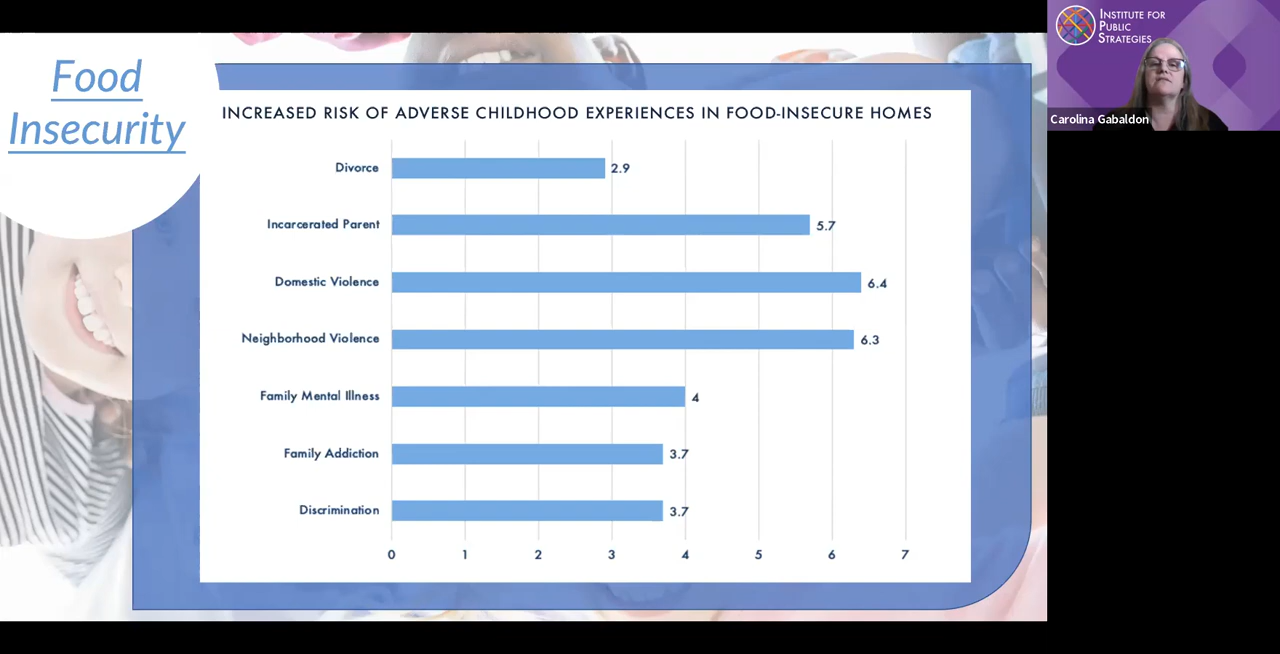 Food
Insecurity
INCREASED RISK OF ADVERSE CHILDHOOD EXPERIENCES IN FOOD-INSECURE HOMES
Divorce 2.9
Incarcerated Parent 5.7
Domestic Violence 6.4
Neighborhood Violence 6.3
Family Mental Illness 4
Family Addiction 3.7
Discrimination 3.7
0 1 2 3 4 5 6 7
INSTITUTE FOR
PUBLIC
STRATEGIES
Carolina Gabaldon